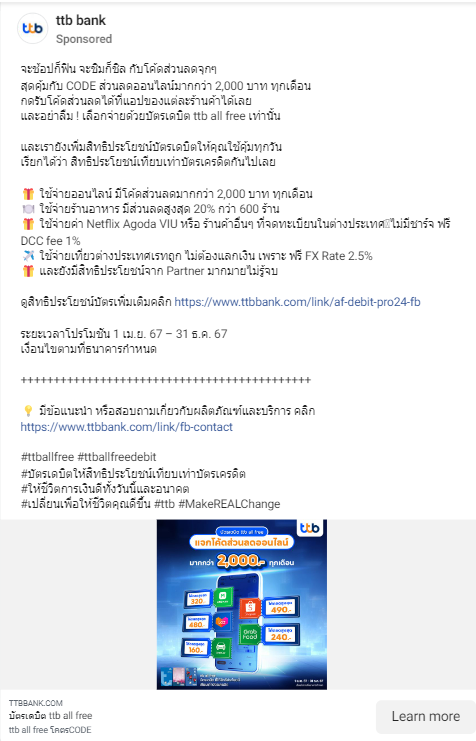 ttb bank
Sponsored
จะช้อปก็ฟิน จะชิมก็ชิล กับโค้ดส่วนลดจุกๆ
สุดคุ้มกับ CODE ส่วนลดออนไลน์มากกว่า 2,000 บาท ทุกเดือน
กดรับโค้ดส่วนลดได้ที่แอปของแต่ละร้านค้าได้เลย
และอย่าลืม ! เลือกจ่ายด้วยบัตรเดบิต ttb all free เท่านั้น
และเรายังเพิ่มสิทธิประโยชน์บัตรเดบิตให้คุณใช้คุ้มทุกวัน
เรียกได้ว่า สิทธิประโยชน์เทียบเท่าบัตรเครดิตกันไปเลย
🎁 ใช้จ่ายออนไลน์ มีโค้ดส่วนลดมากกว่า 2,000 บาท ทุกเดือน
🍽️ ใช้จ่ายร้านอาหาร มีส่วนลดสูงสุด 20% กว่า 600 ร้าน
🎁 ใช้จ่ายค่า Netflix Agoda VIU หรือ ร้านค้าอื่นๆ ที่จดทะเบียนในต่างประเทศ ไม่มีชาร์จ ฟรี
DCC fee 1%
✈️ ใช้จ่ายเที่ยวต่างประเทศเรทถูก ไม่ต้องแลกเงิน เพราะ ฟรี FX Rate 2.5%
🎁 และยังมีสิทธิประโยชน์จาก Partner มากมายไม่รู้จบ
ดูสิทธิประโยชน์บัตรเพิ่มเติมคลิก https://www.ttbbank.com/link/af-debit-pro24-fb
ระยะเวลาโปรโมชัน 1 เม.ย. 67 – 31 ธ.ค. 67
เงื่อนไขตามที่ธนาคารกำหนด
++++++++++++++++++++++++++++++++++++++++++++
💡 มีข้อแนะนำ หรือสอบถามเกี่ยวกับผลิตภัณฑ์และบริการ คลิก
https://www.ttbbank.com/link/fb-contact
#ttballfree #ttballfreedebit
#บัตรเดบิตให้สิทธิประโยชน์เทียบเท่าบัตรเครดิต
#ให้ชีวิตการเงินดีทั้งวันนี้และอนาคต
#เปลี่ยนเพื่อให้ชีวิตคุณดีขึ้น #ttb #MakeREALChange
ttb
บัตรเดบิต ttb all free
แจกโค้ดส่วนลดออนไลน์
มากกว่า 2,000.- ทุกเดือน
320.-
490.-
480.-
Grab Food
240.-
160.-
TTBBANK.COM
บัตรเดบิต ttb all free
ttb all free โคตรCODE
Learn more